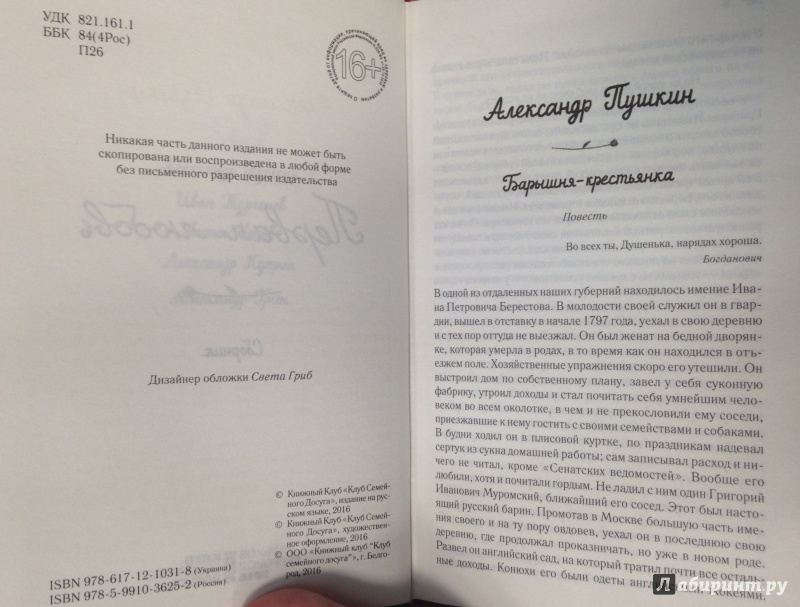 УДК 821.161.1
ББК 84(4Рос)
П26
16+
Никакая часть данного издания не может быть
скопирована или воспроизведена в любой форме
без письменного разрешения издательства
Дизайнер обложки Света Гриб
© Книжный Клуб «Клуб Семей-
ного Досуга», издание на рус-
ском языке, 2016
© Книжный Клуб «Клуб Семей-
ного Досуга», художествен-
ное оформление, 2016
© ООО «Книжный клуб "Клуб
семейного досуга"», г. Белго-
род, 2016
ISBN 978-617-12-1031-8 (Украина)
ISBN 978-5-9910-3625-2 (Россия)
Александр Пушкин
Барышня-крестьянка
Повесть
Во всех ты, Душенька, нарядах хороша.
Богданович
В одной из отдаленных наших губерний находилось имение Ива-
на Петровича Берестова. В молодости своей служил он в гвар-
дии, вышел в отставку в начале 1797 года, уехал в свою деревню
и с тех пор оттуда не выезжал. Он был женат на бедной дворян-
ке, которая умерла в родах, в то время как он находился в отъ-
езжем поле. Хозяйственные упражнения скоро его утешили. Он
выстроил дом по собственному плану, завел у себя суконную
фабрику, утроил доходы и стал почитать себя умнейшим чело-
веком во всем околотке, в чем и не прекословили ему соседи,
приезжавшие к нему гостить с своими семействами и собаками.
В будни ходил он в плисовой куртке, по праздникам надевал
сертук из сукна домашней работы; сам записывал расход и ни-
чего не читал, кроме «Сенатских ведомостей». Вообще его
любили, хотя и почитали гордым. Не ладил с ним один Григорий
Иванович Муромский, ближайший его сосед. Этот был насто-
ящий русский барин. Промотав в Москве большую часть име-
ния своего и на ту пору овдовев, уехал он в последнюю свою
деревню, где продолжал проказничать, но уже в новом роде.
Развел он английский сад, на который тратил почти все осталь-
ные доходы. Конюхи его были одеты
Лабиринт.ру